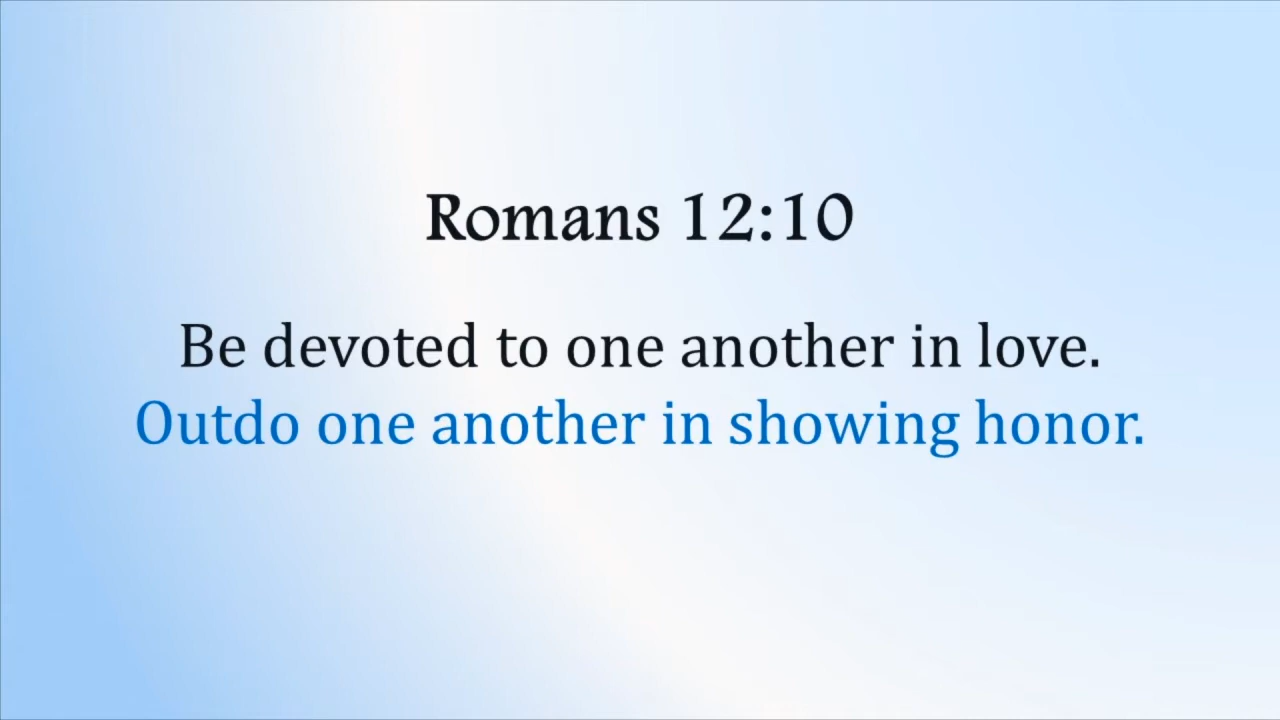 Romans 12:10
Be devoted to one another in love.
Outdo one another in showing honor.